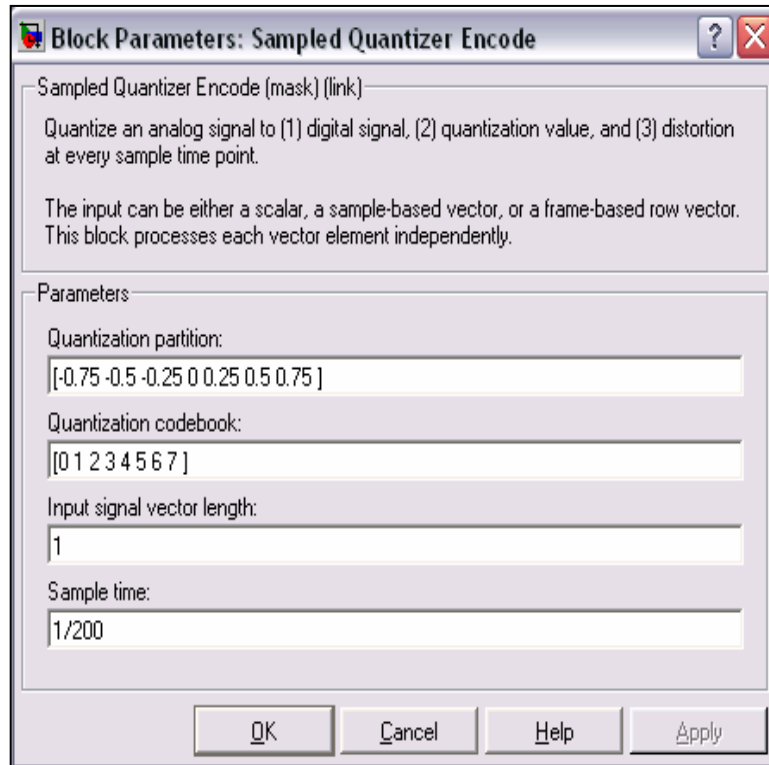 Block Parameters: Sampled Quantizer Encode
Sampled Quantizer Encode (mask) (link)
Quantize an analog signal to (1) digital signal, (2) quantization value, and (3) distortion
at every sample time point.
The input can be either a scalar, a sample-based vector, or a frame-based row vector.
This block processes each vector element independently.
Parameters
Quantization partition:
[-0.75 -0.5 -0.25 0 0.25 0.5 0.75 ]
Quantization codebook:
[0 1 2 3 4 5 6 7 ]
Input signal vector length:
1
Sample time:
1/200
OK Cancel Help Apply